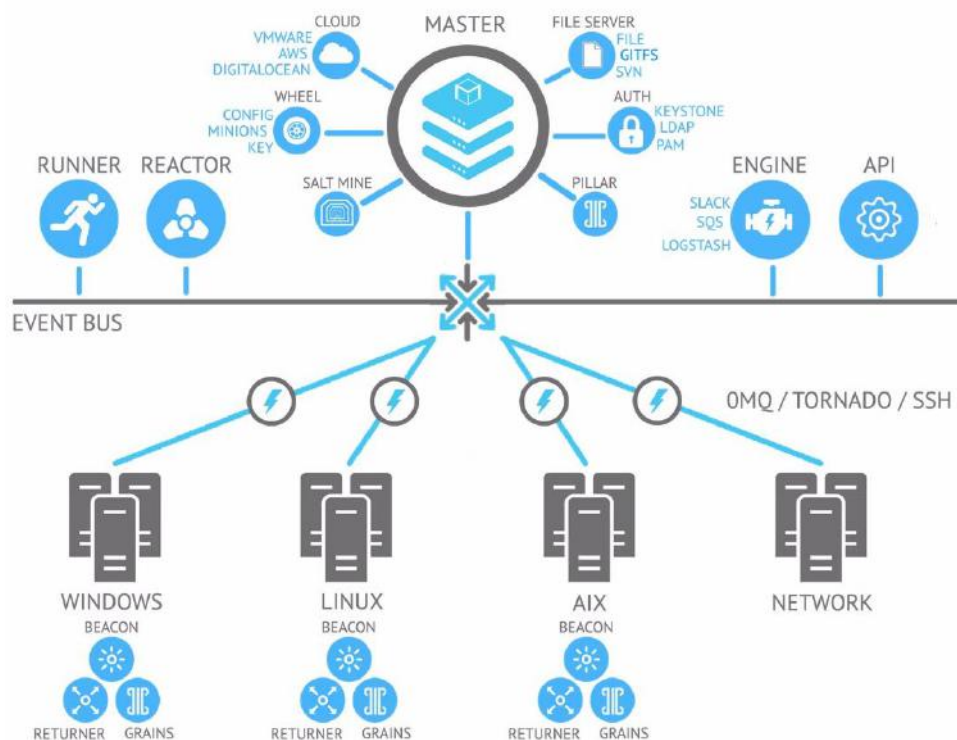 CLOUD
VMWARE
AWS
DIGITALOCEAN
MASTER
FILE SERVER
FILE
GITFS
SVN
WHEEL
CONFIG
MINIONS
KEY
AUTH
KEYSTONE
LDAP
PAM
RUNNER
REACTOR
SALT MINE
PILLAR
ENGINE
SLACK
SQS
LOGSTASH
API
EVENT BUS
0MQ / TORNADO / SSH
WINDOWS
BEACON
RETURNER
GRAINS
LINUX
BEACON
RETURNER
GRAINS
AIX
BEACON
RETURNER
GRAINS
NETWORK